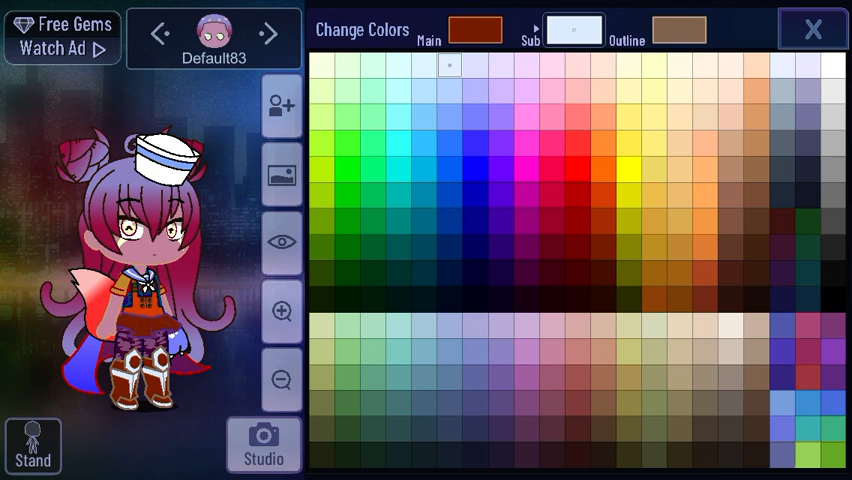 Free Gems
Watch Ad
Default83
Change Colors
Main
Sub
Outline
X
Stand
Studio